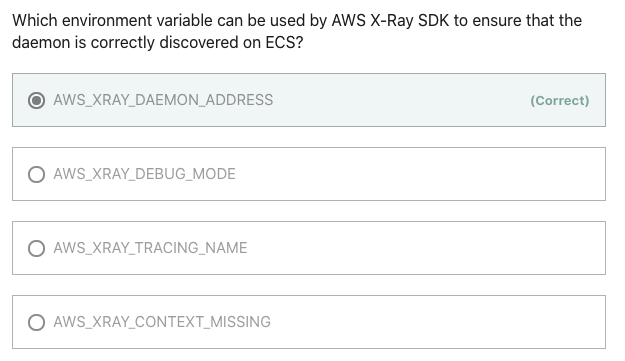 Which environment variable can be used by AWS X-Ray SDK to ensure that the
daemon is correctly discovered on ECS?
AWS_XRAY_DAEMON_ADDRESS (Correct)
AWS_XRAY_DEBUG_MODE
AWS_XRAY_TRACING_NAME
AWS_XRAY_CONTEXT_MISSING